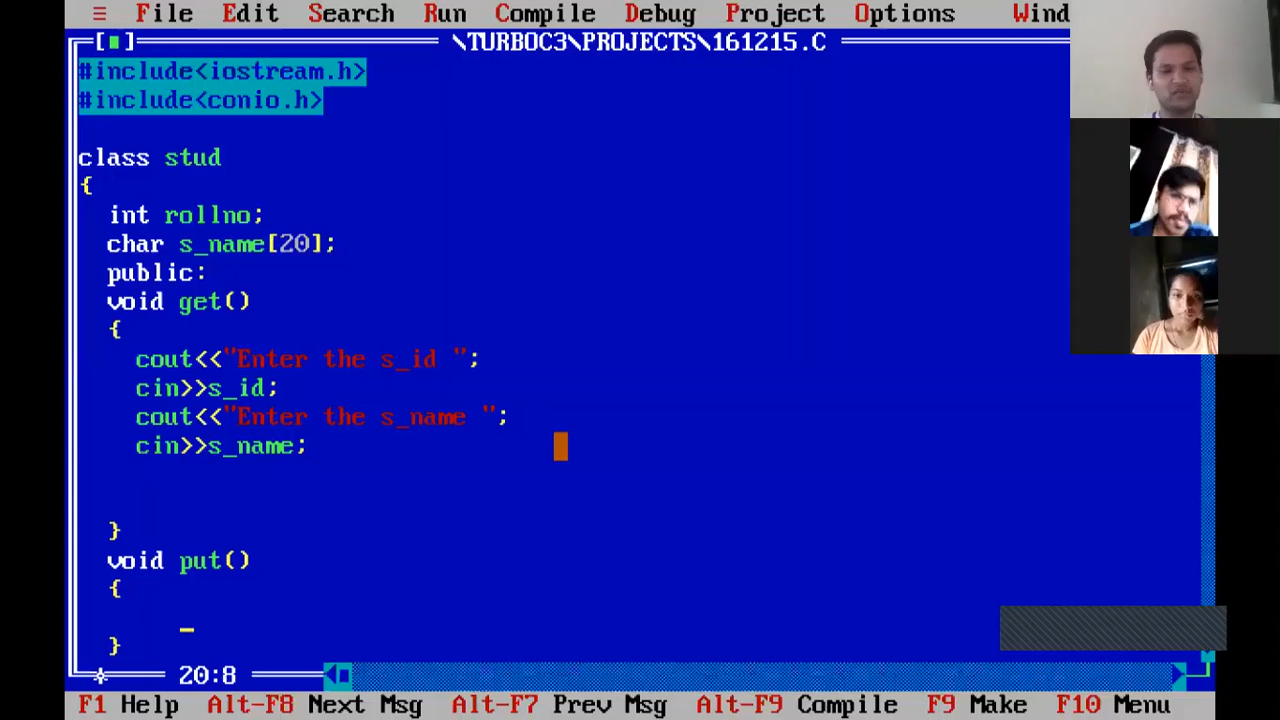 ≡ File Edit Search Run Compile Debug Project Options Wind
[■] \TURBOC3\PROJECTS\161215.C
#include<iostream.h>
#include<conio.h>
class stud
{
int rollno;
char s_name[20];
public:
void get()
{
cout<<"Enter the s_id ";
cin>>s_id;
cout<<"Enter the s_name ";
cin>>s_name;
}
void put()
{
}
20:8
F1 Help Alt-F8 Next Msg Alt-F7 Prev Msg Alt-F9 Compile F9 Make F10 Menu